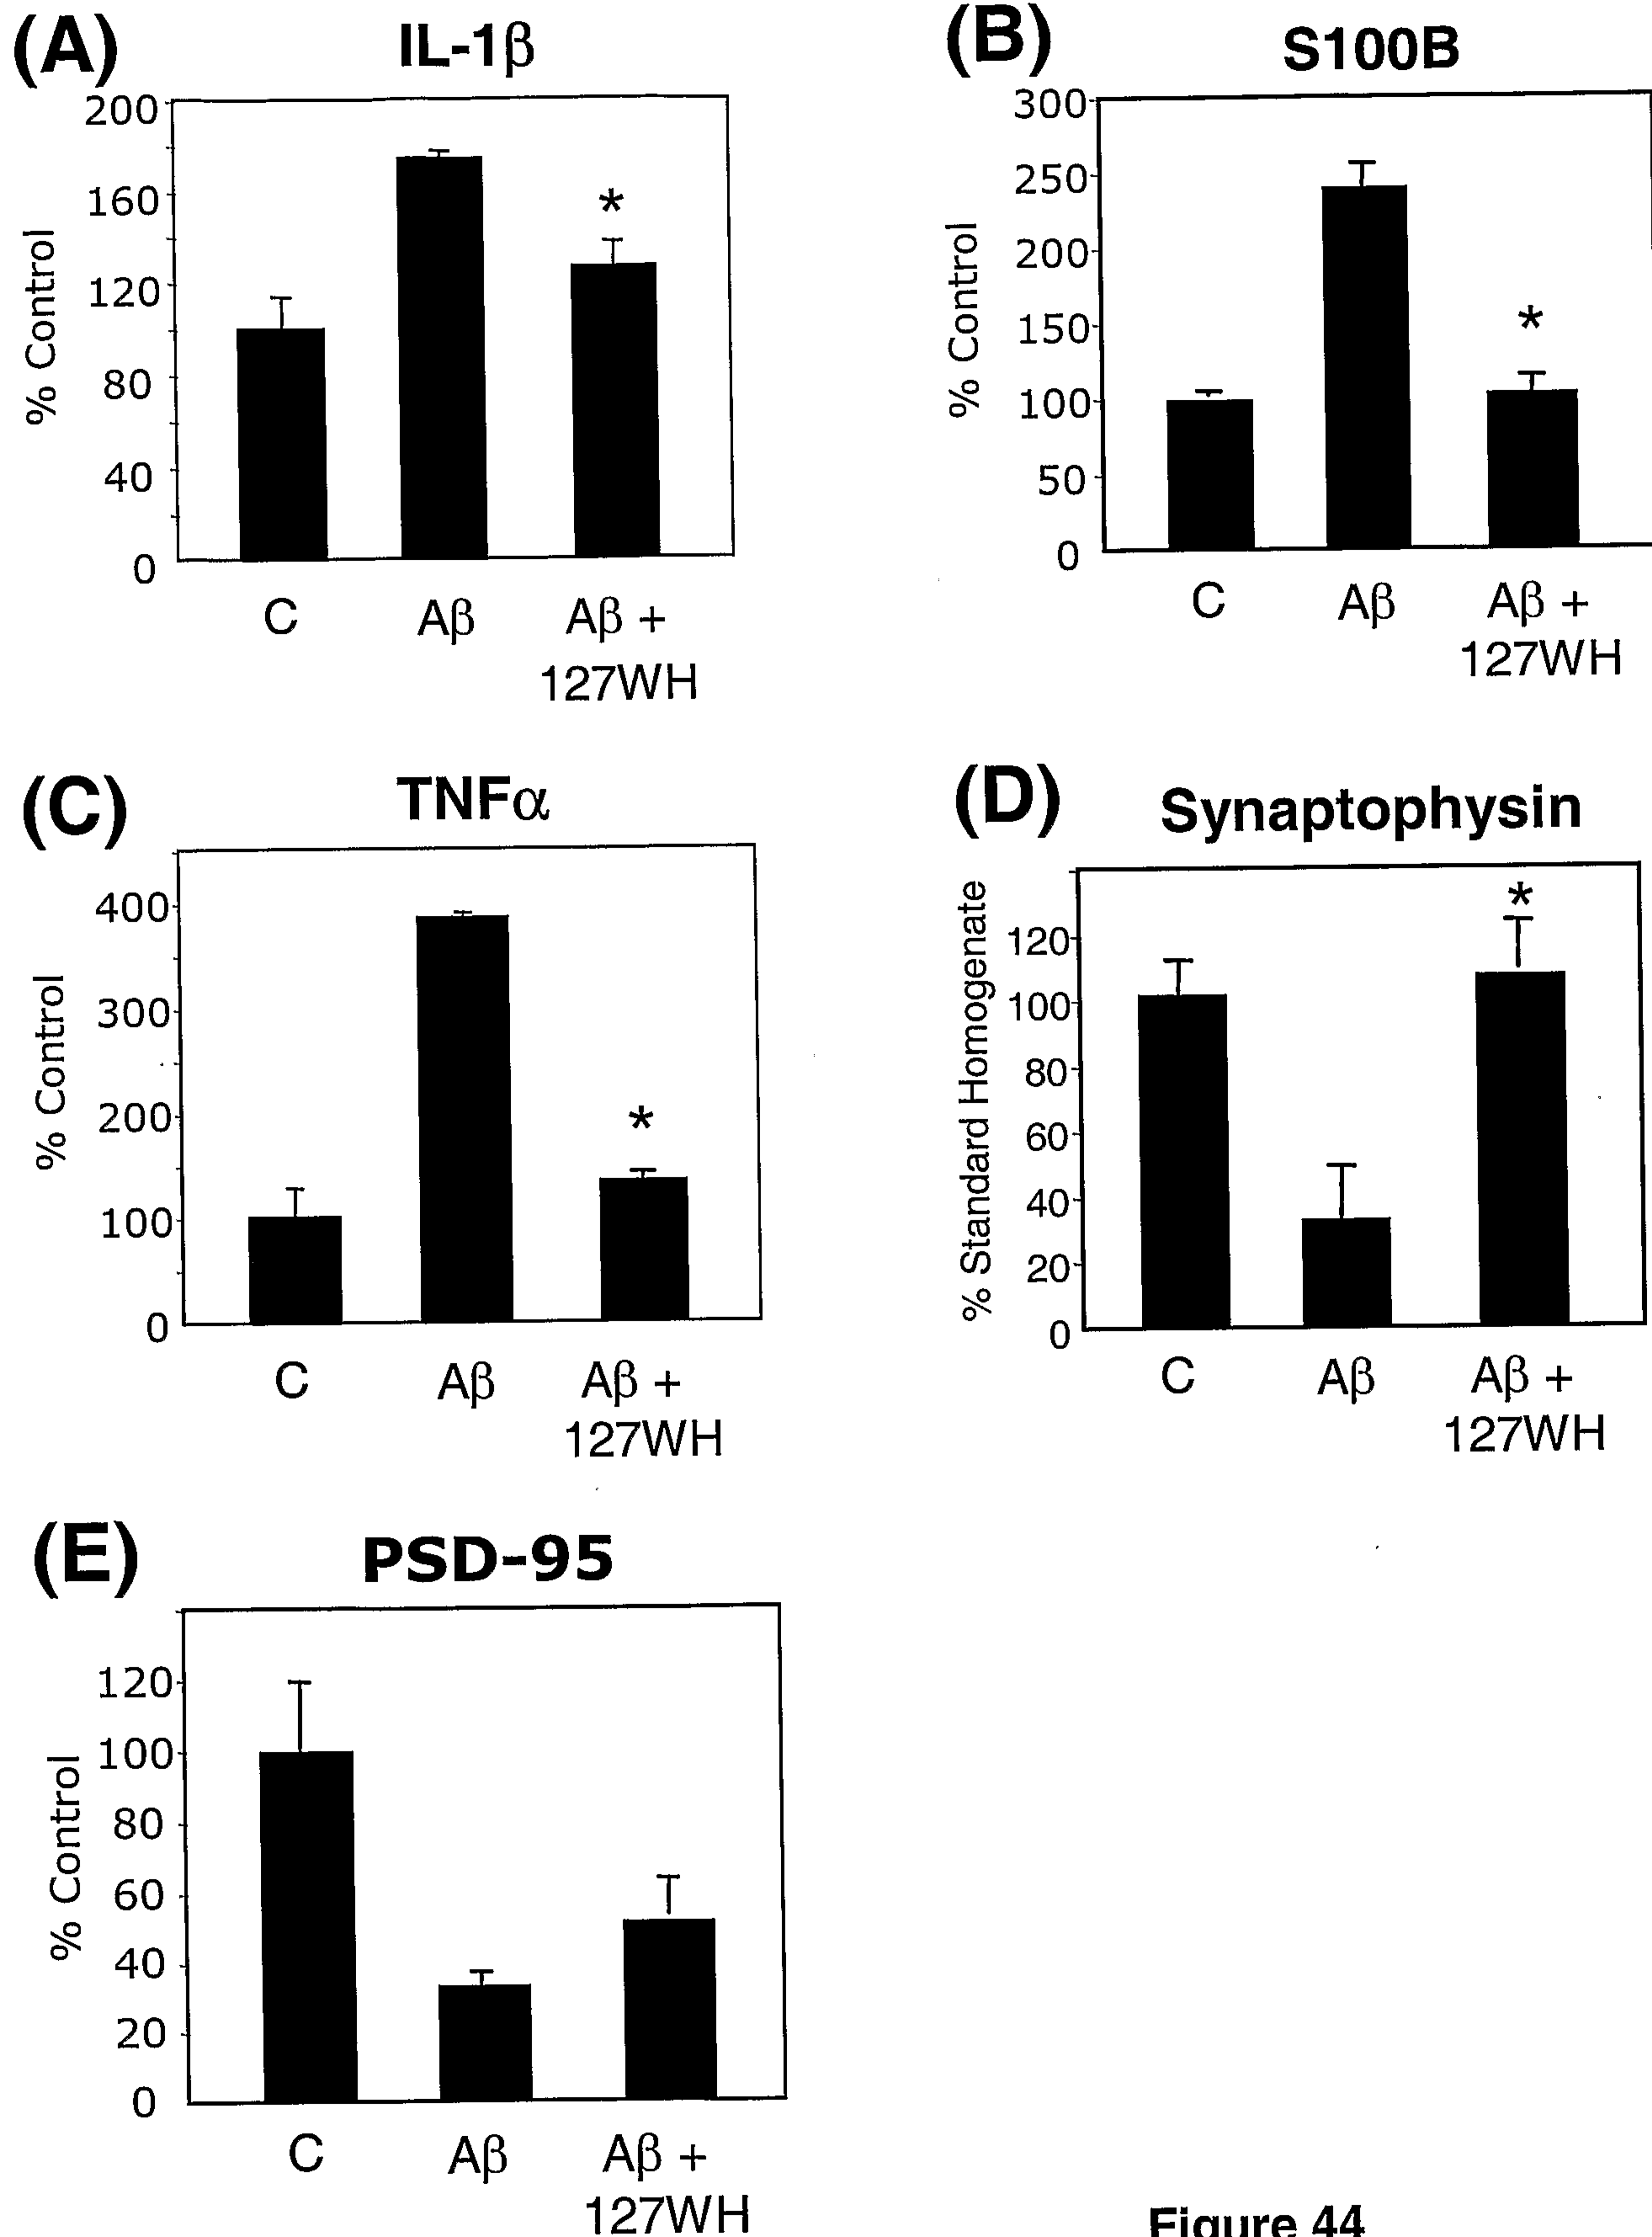 (A) IL-1β
200
160
120
80
40
0
% Control
C Aβ Aβ +
127WH
(B) S100B
300
250
200
150
100
50
0
% Control
*
C Aβ Aβ +
127WH
(C) TNFα
400
300
200
100
0
% Control
*
C Aβ Aβ +
127WH
(D) Synaptophysin
120
100
80
60
40
20
0
% Standard Homogenate
*
C Aβ Aβ +
127WH
(E) PSD-95
120
100
80
60
40
20
0
% Control
C Aβ Aβ +
127WH
Figure 44